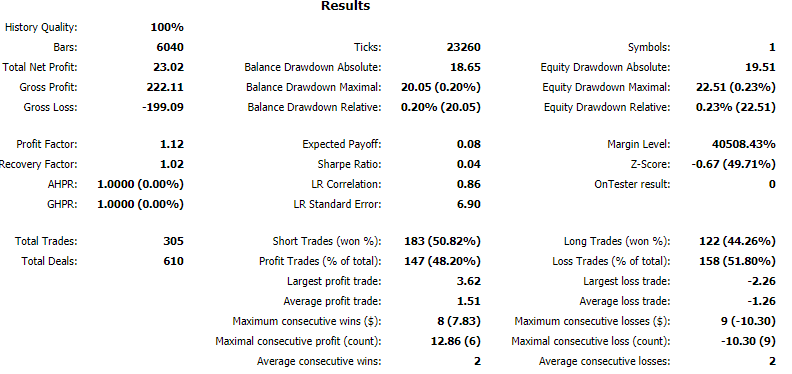 Results
History Quality: 100%
Bars: 6040 Ticks: 23260 Symbols: 1
Total Net Profit: 23.02 Balance Drawdown Absolute: 18.65 Equity Drawdown Absolute: 19.51
Gross Profit: 222.11 Balance Drawdown Maximal: 20.05 (0.20%) Equity Drawdown Maximal: 22.51 (0.23%)
Gross Loss: -199.09 Balance Drawdown Relative: 0.20% (20.05) Equity Drawdown Relative: 0.23% (22.51)
Profit Factor: 1.12 Expected Payoff: 0.08 Margin Level: 40508.43%
Recovery Factor: 1.02 Sharpe Ratio: 0.04 Z-Score: -0.67 (49.71%)
AHPR: 1.0000 (0.00%) LR Correlation: 0.86 OnTester result: 0
GHPR: 1.0000 (0.00%) LR Standard Error: 6.90
Total Trades: 305 Short Trades (won %): 183 (50.82%) Long Trades (won %): 122 (44.26%)
Total Deals: 610 Profit Trades (% of total): 147 (48.20%) Loss Trades (% of total): 158 (51.80%)
Largest profit trade: 3.62 Largest loss trade: -2.26
Average profit trade: 1.51 Average loss trade: -1.26
Maximum consecutive wins ($): 8 (7.83) Maximum consecutive losses ($): 9 (-10.30)
Maximal consecutive profit (count): 12.86 (6) Maximal consecutive loss (count): -10.30 (9)
Average consecutive wins: 2 Average consecutive losses: 2